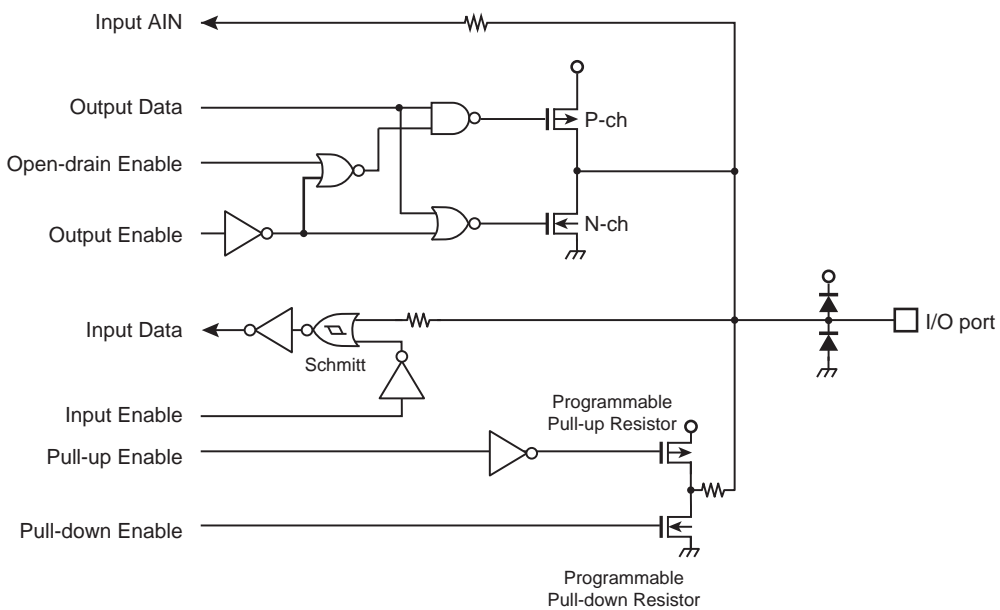 Input AIN
Output Data
P-ch
Open-drain Enable
Output Enable
N-ch
Input Data
I/O port
Schmitt
Input Enable
Programmable
Pull-up Resistor
Pull-up Enable
Pull-down Enable
Programmable
Pull-down Resistor